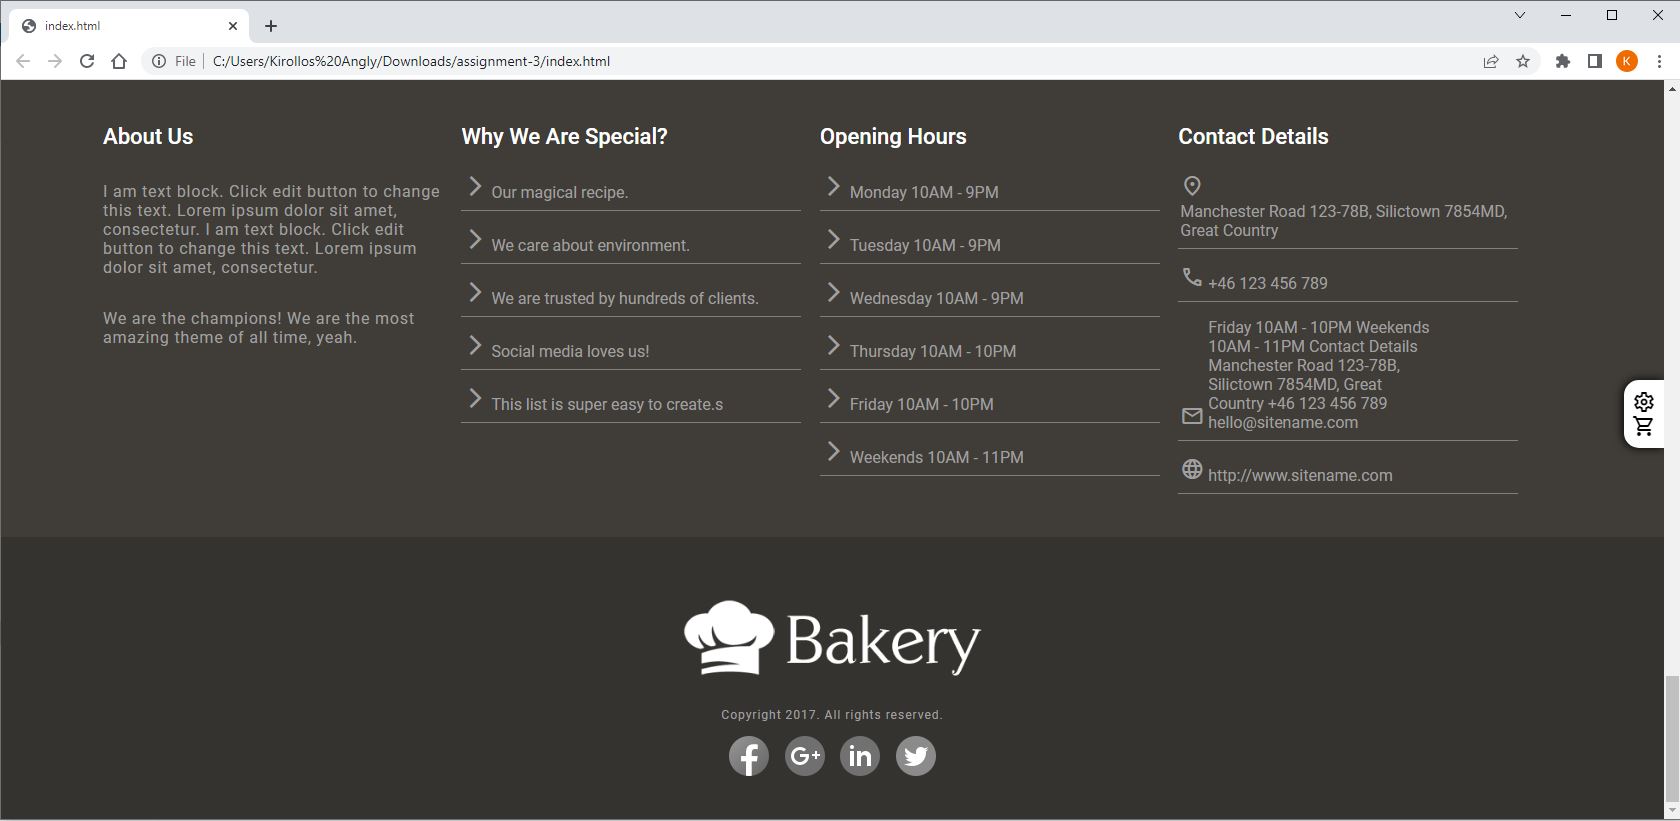 index.html
File
C:/Users/Kirollos%20Angly/Downloads/assignment-3/index.html
K
About Us
I am text block. Click edit button to change
this text. Lorem ipsum dolor sit amet,
consectetur. I am text block. Click edit
button to change this text. Lorem ipsum
dolor sit amet, consectetur.
We are the champions! We are the most
amazing theme of all time, yeah.
Why We Are Special?
Our magical recipe.
We care about environment.
We are trusted by hundreds of clients.
Social media loves us!
This list is super easy to create.s
Opening Hours
Monday 10AM - 9PM
Tuesday 10AM - 9PM
Wednesday 10AM - 9PM
Thursday 10AM - 10PM
Friday 10AM - 10PM
Weekends 10AM - 11PM
Contact Details
Manchester Road 123-78B, Silictown 7854MD,
Great Country
+46 123 456 789
Friday 10AM - 10PM Weekends
10AM - 11PM Contact Details
Manchester Road 123-78B,
Silictown 7854MD, Great
Country +46 123 456 789
hello@sitename.com
http://www.sitename.com
Bakery
Copyright 2017. All rights reserved.
f G+ in